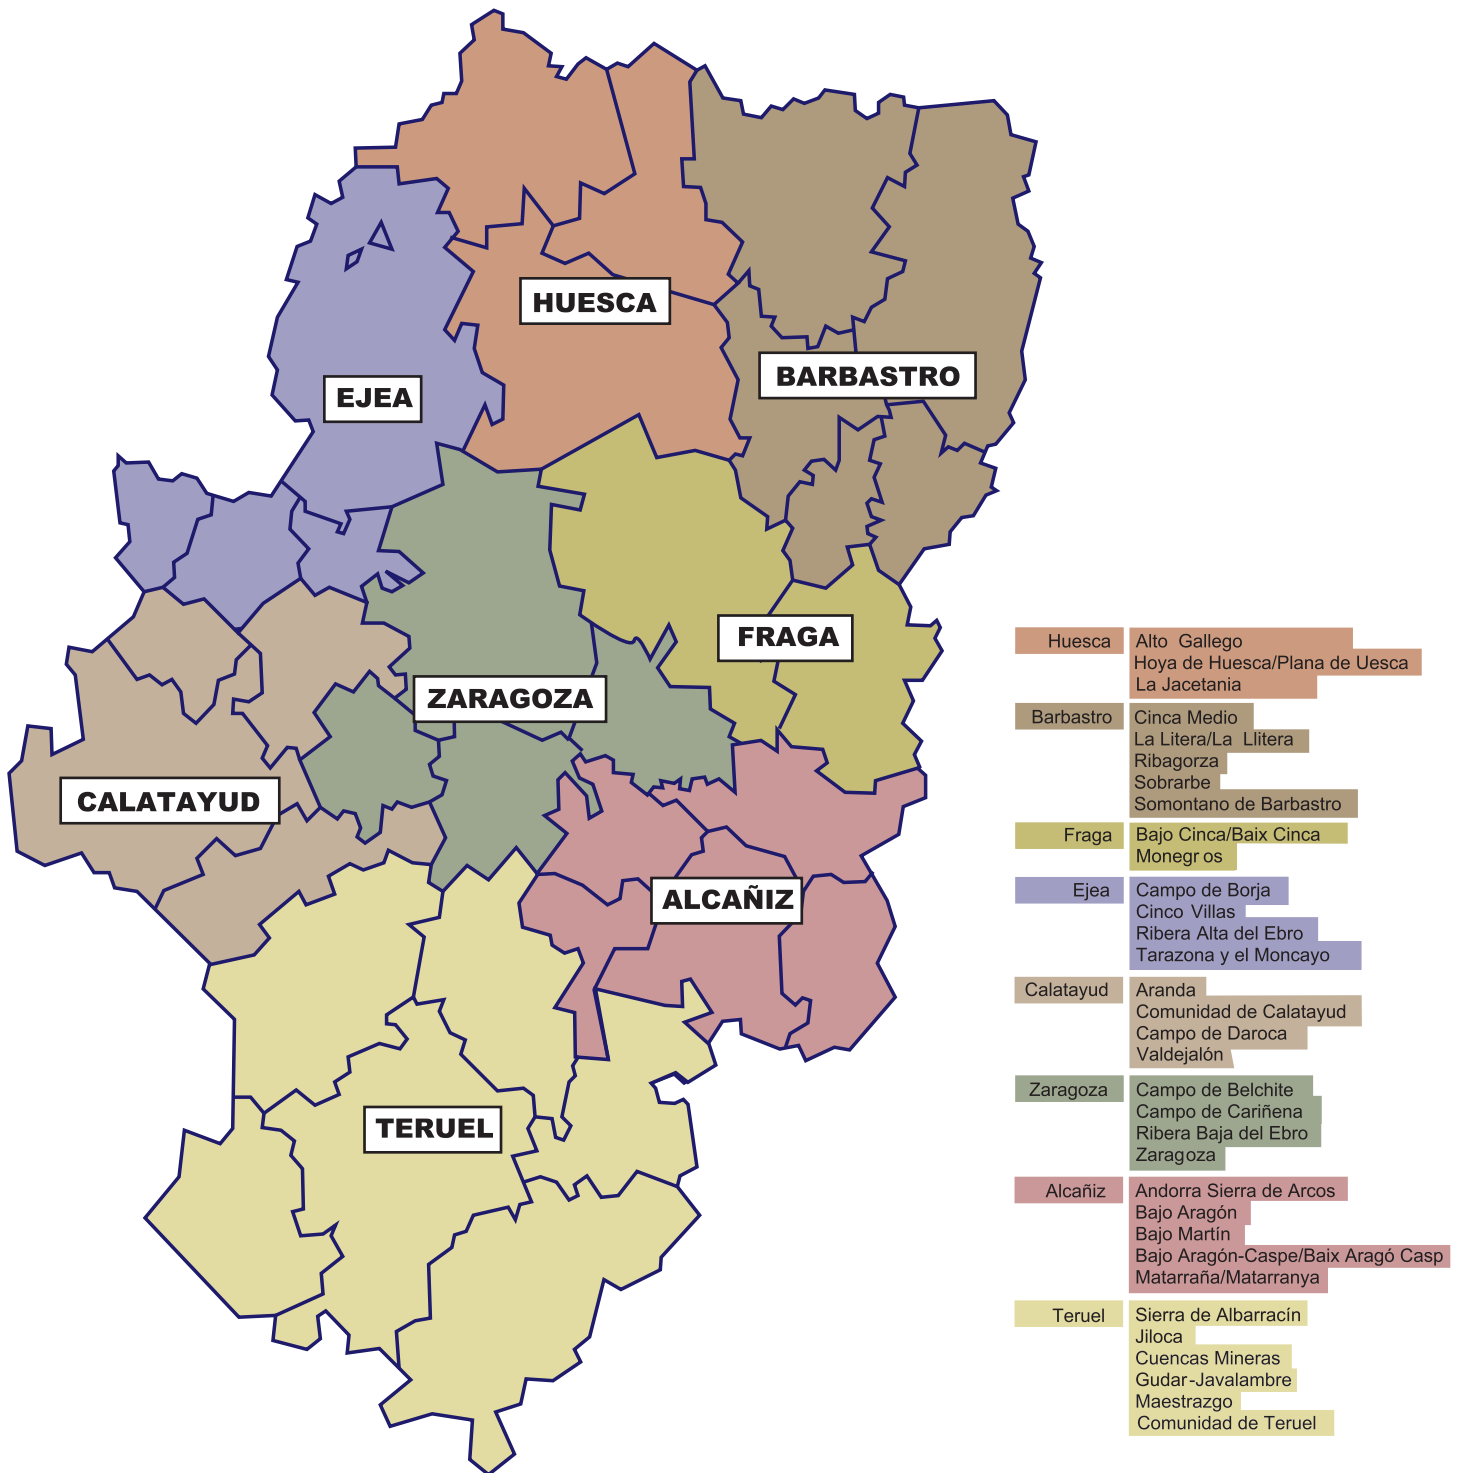 HUESCA
BARBASTRO
EJEA
FRAGA
ZARAGOZA
CALATAYUD
ALCAÑIZ
TERUEL
Huesca
Alto Gallego
Hoya de Huesca/Plana de Uesca
La Jacetania
Barbastro
Cinca Medio
La Litera/La Llitera
Ribagorza
Sobrarbe
Somontano de Barbastro
Fraga
Bajo Cinca/Baix Cinca
Monegr os
Ejea
Campo de Borja
Cinco Villas
Ribera Alta del Ebro
Tarazona y el Moncayo
Calatayud
Aranda
Comunidad de Calatayud
Campo de Daroca
Valdejalón
Zaragoza
Campo de Belchite
Campo de Cariñena
Ribera Baja del Ebro
Zaragoza
Alcañiz
Andorra Sierra de Arcos
Bajo Aragón
Bajo Martín
Bajo Aragón-Caspe/Baix Aragó Casp
Matarraña/Matarranya
Teruel
Sierra de Albarracín
Jiloca
Cuencas Mineras
Gudar-Javalambre
Maestrazgo
Comunidad de Teruel